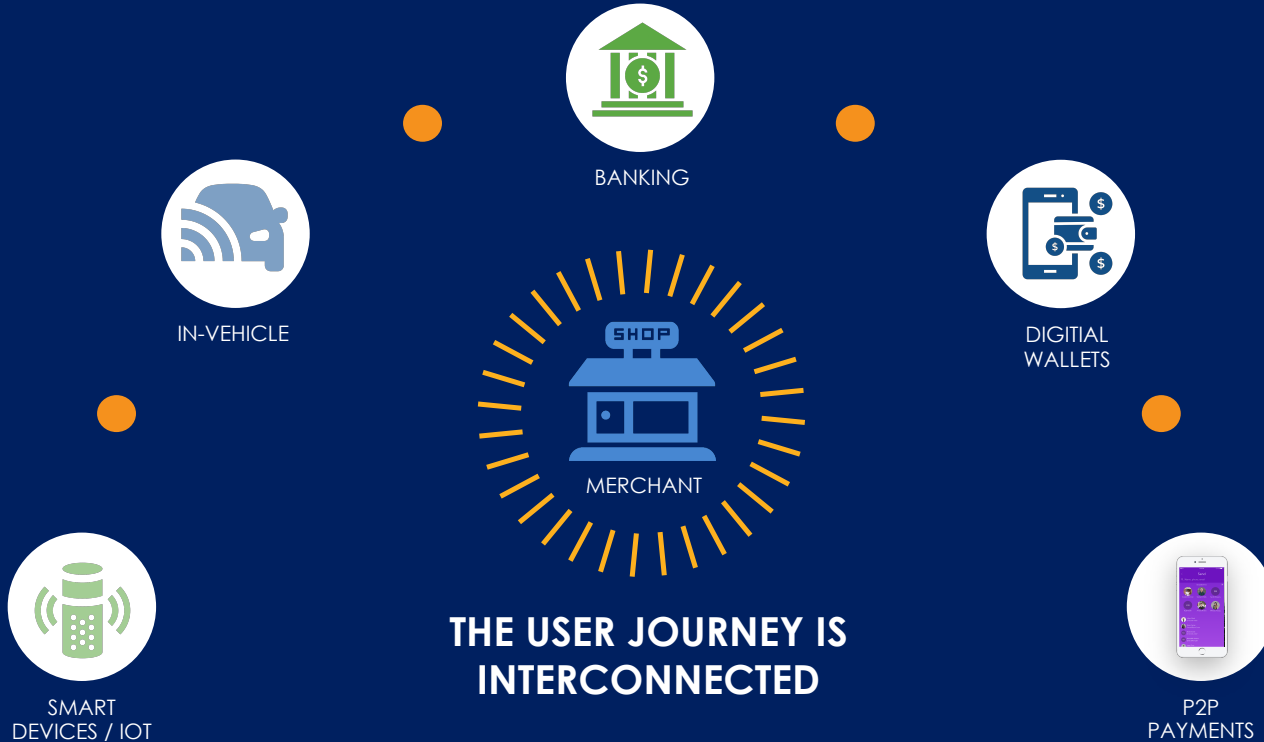 BANKING
IN-VEHICLE
DIGITIAL
WALLETS
SHOP
MERCHANT
THE USER JOURNEY IS
INTERCONNECTED
SMART
DEVICES / IOT
P2P
PAYMENTS